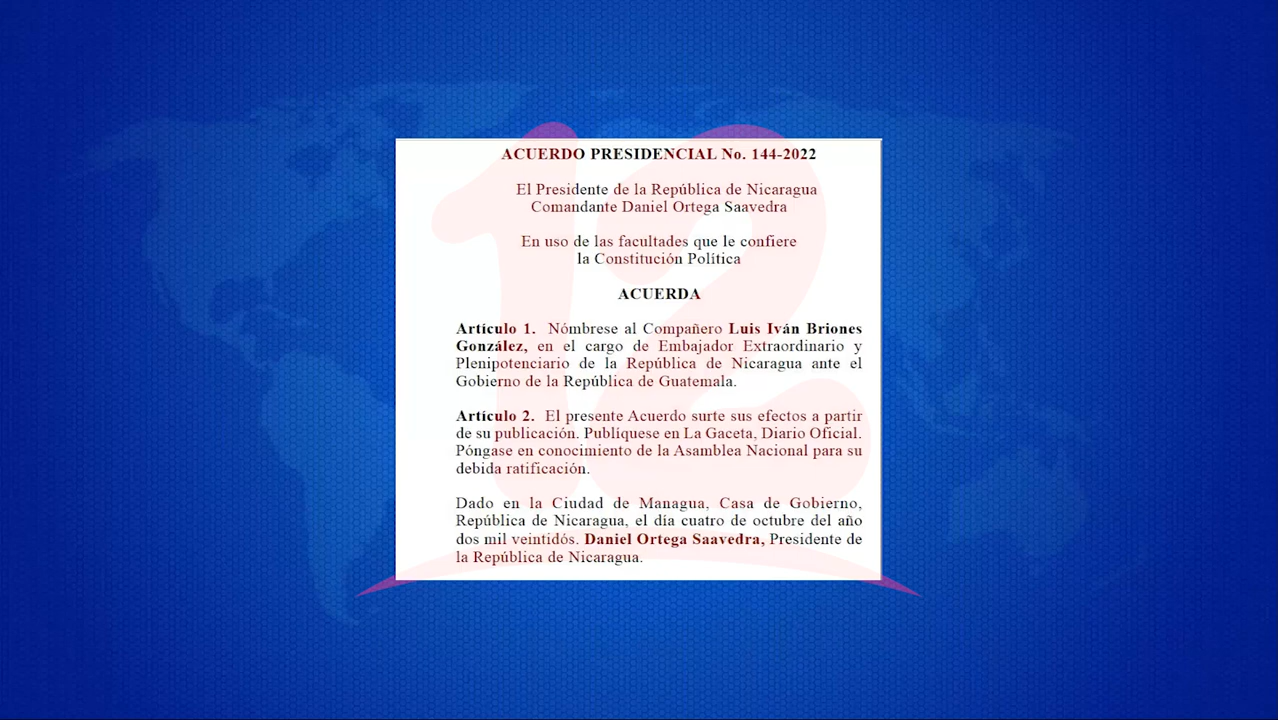 ACUERDO PRESIDENCIAL No. 144-2022
El Presidente de la República de Nicaragua
Comandante Daniel Ortega Saavedra
En uso de las facultades que le confiere
la Constitución Política
ACUERDA
Artículo 1. Nómbrese al Compañero Luis Iván Briones
González, en el cargo de Embajador Extraordinario y
Plenipotenciario de la República de Nicaragua ante el
Gobierno de la República de Guatemala.
Artículo 2. El presente Acuerdo surte sus efectos a partir
de su publicación. Publíquese en La Gaceta, Diario Oficial.
Póngase en conocimiento de la Asamblea Nacional para su
debida ratificación.
Dado en la Ciudad de Managua, Casa de Gobierno,
República de Nicaragua, el día cuatro de octubre del año
dos mil veintidós. Daniel Ortega Saavedra, Presidente de
la República de Nicaragua.
12